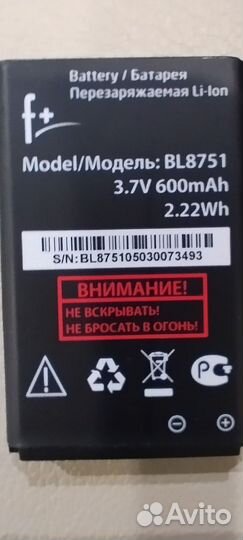 f+
Battery / Батарея
Перезаряжаемая Li-Ion
Model/Модель: BL8751
3.7V 600mAh
2.22Wh
S/N: BL875105030073493
ВНИМАНИЕ!
НЕ ВСКРЫВАТЬ!
НЕ БРОСАТЬ В ОГОНЬ!
Avito